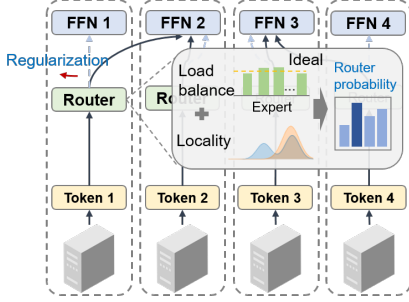 FFN 1
FFN 2
FFN 3
FFN 4
Regularization
Router
Load
balance
+
Locality
Ideal
...
Expert
Router
probability
Token 1
Token 2
Token 3
Token 4